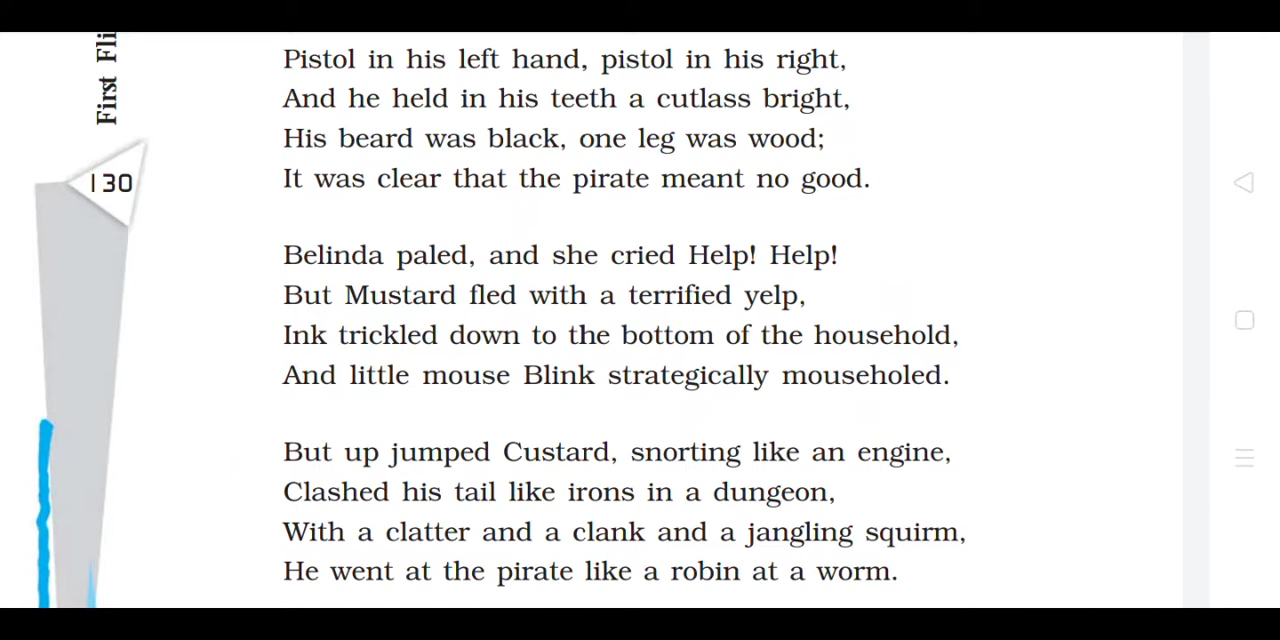 First Fli
130
Pistol in his left hand, pistol in his right,
And he held in his teeth a cutlass bright,
His beard was black, one leg was wood;
It was clear that the pirate meant no good.
Belinda paled, and she cried Help! Help!
But Mustard fled with a terrified yelp,
Ink trickled down to the bottom of the household,
And little mouse Blink strategically mouseholed.
But up jumped Custard, snorting like an engine,
Clashed his tail like irons in a dungeon,
With a clatter and a clank and a jangling squirm,
He went at the pirate like a robin at a worm.